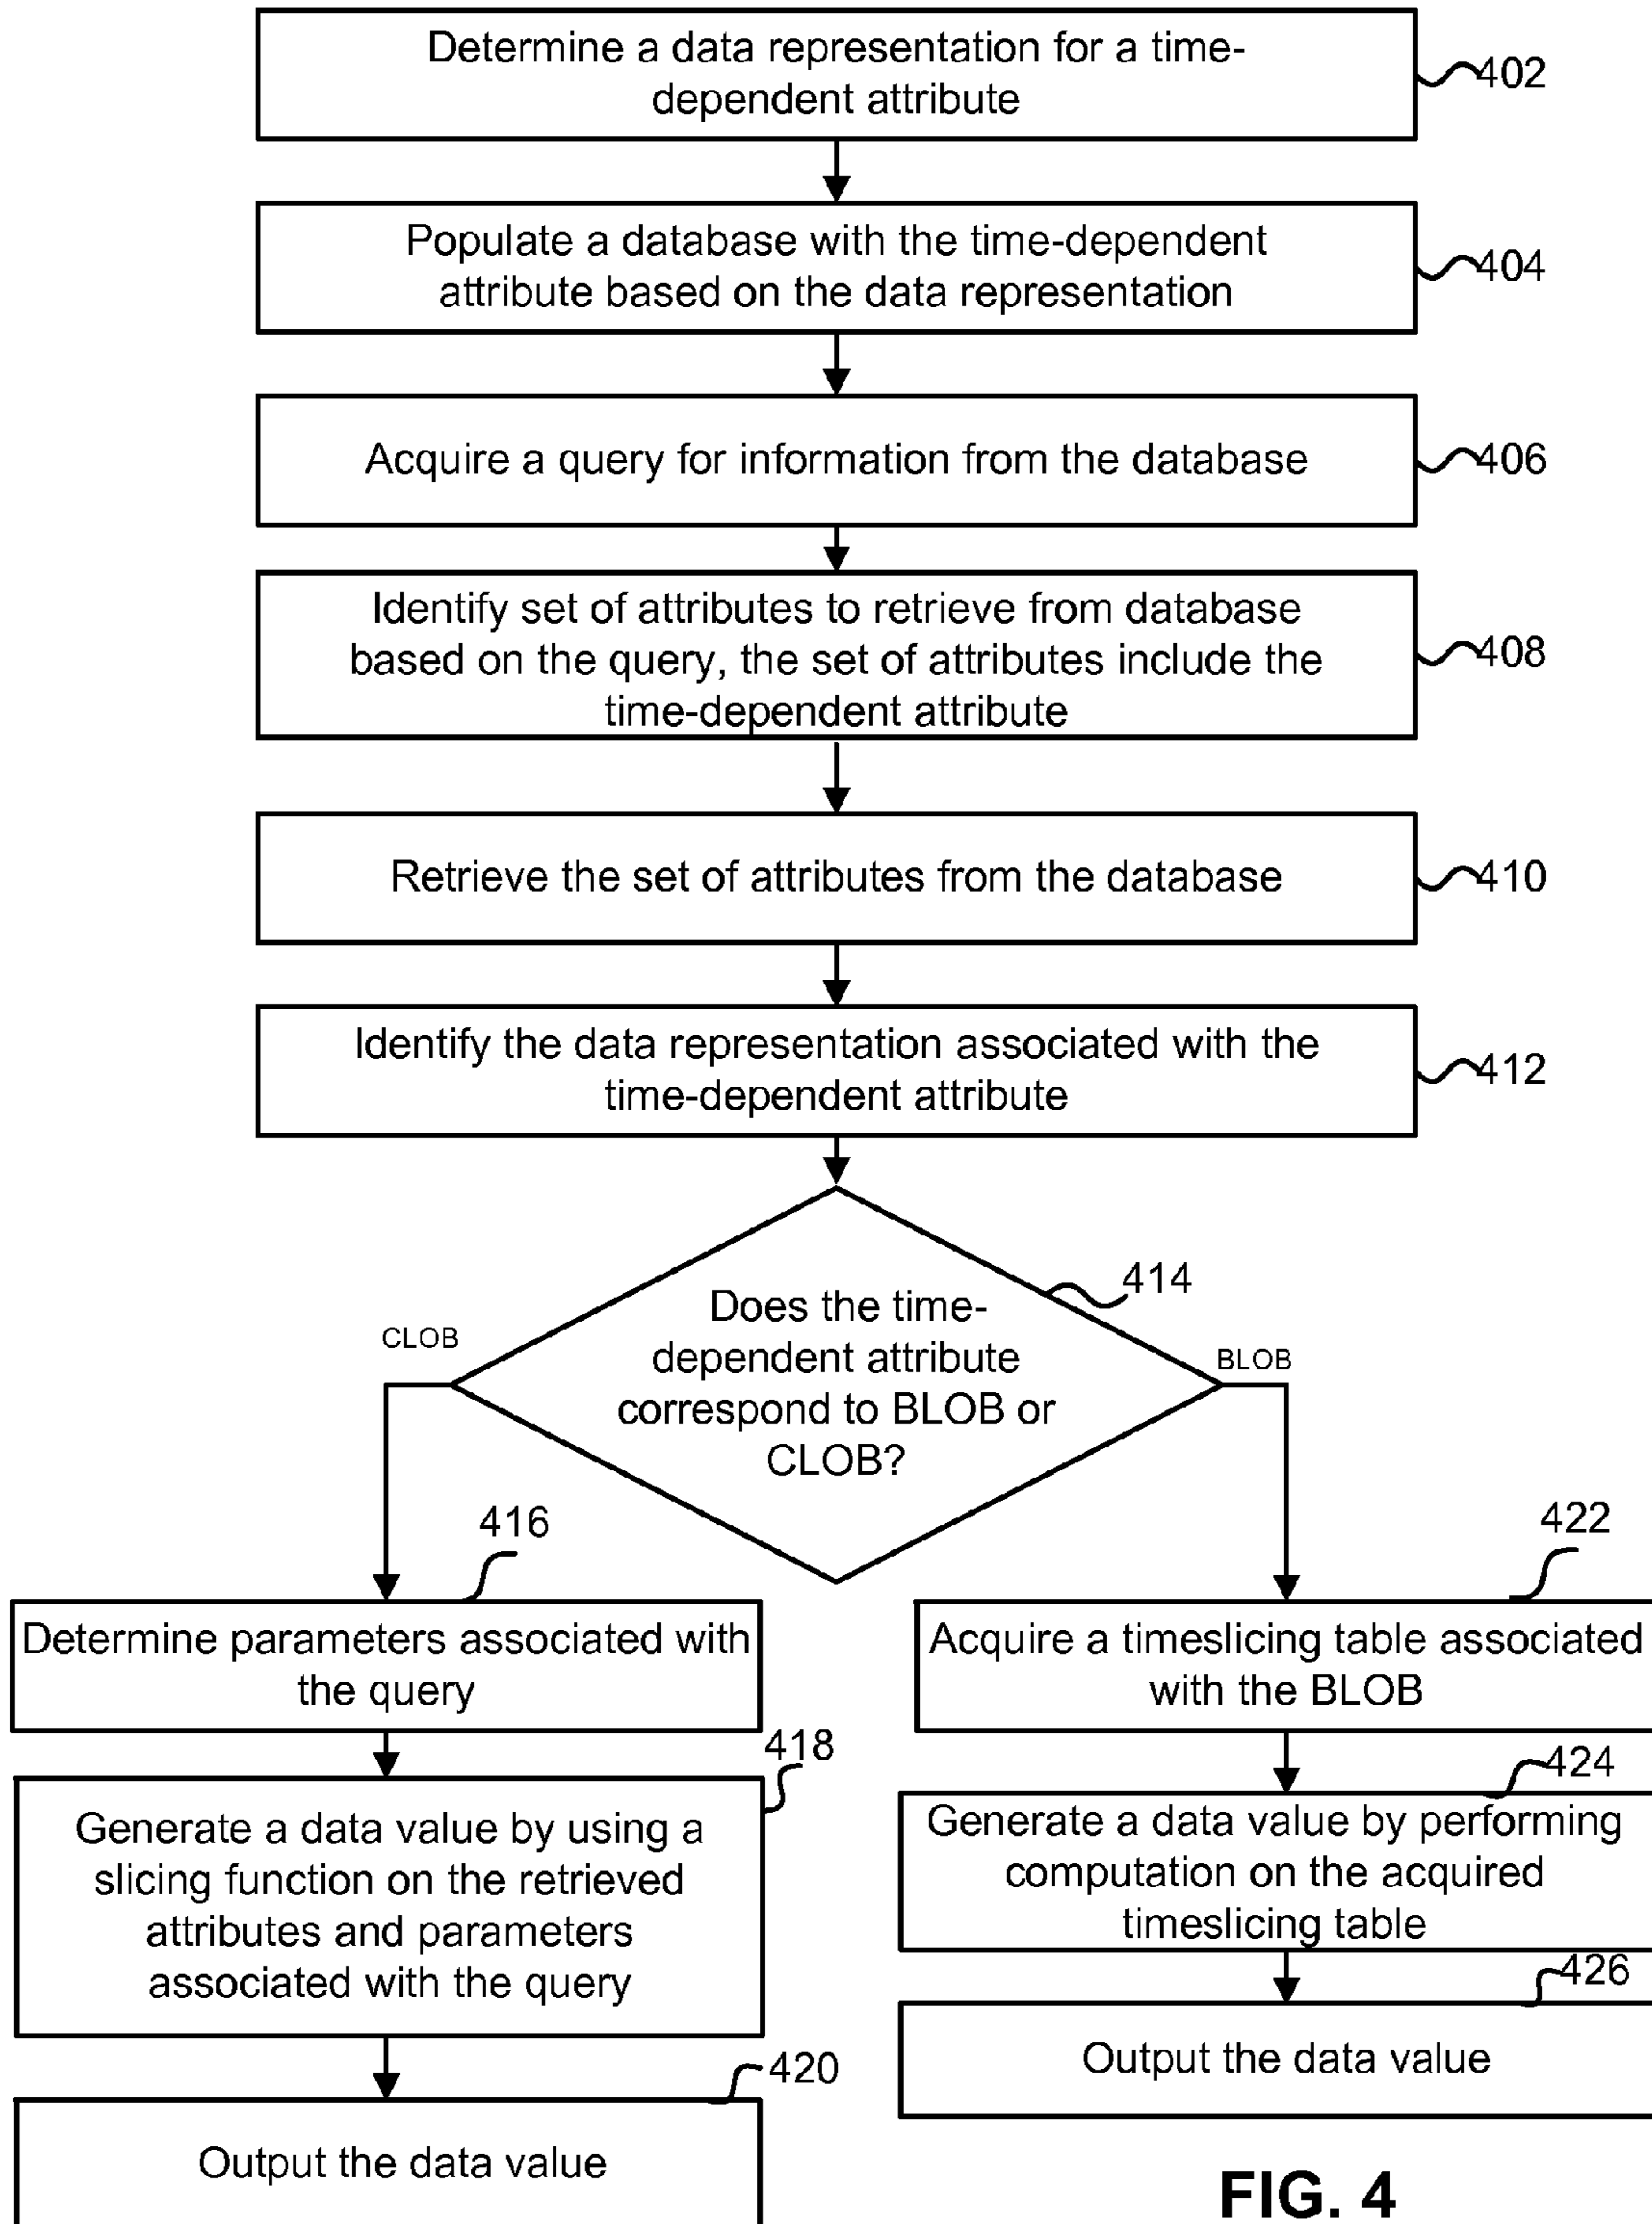 Determine a data representation for a time-
dependent attribute
402
Populate a database with the time-dependent
attribute based on the data representation
404
Acquire a query for information from the database
406
Identify set of attributes to retrieve from database
based on the query, the set of attributes include the
time-dependent attribute
408
Retrieve the set of attributes from the database
410
Identify the data representation associated with the
time-dependent attribute
412
414
Does the time-
dependent attribute
correspond to BLOB or
CLOB?
CLOB
BLOB
416
Determine parameters associated with
the query
418
Generate a data value by using a
slicing function on the retrieved
attributes and parameters
associated with the query
420
Output the data value
422
Acquire a timeslicing table associated
with the BLOB
424
Generate a data value by performing
computation on the acquired
timeslicing table
426
Output the data value
FIG. 4